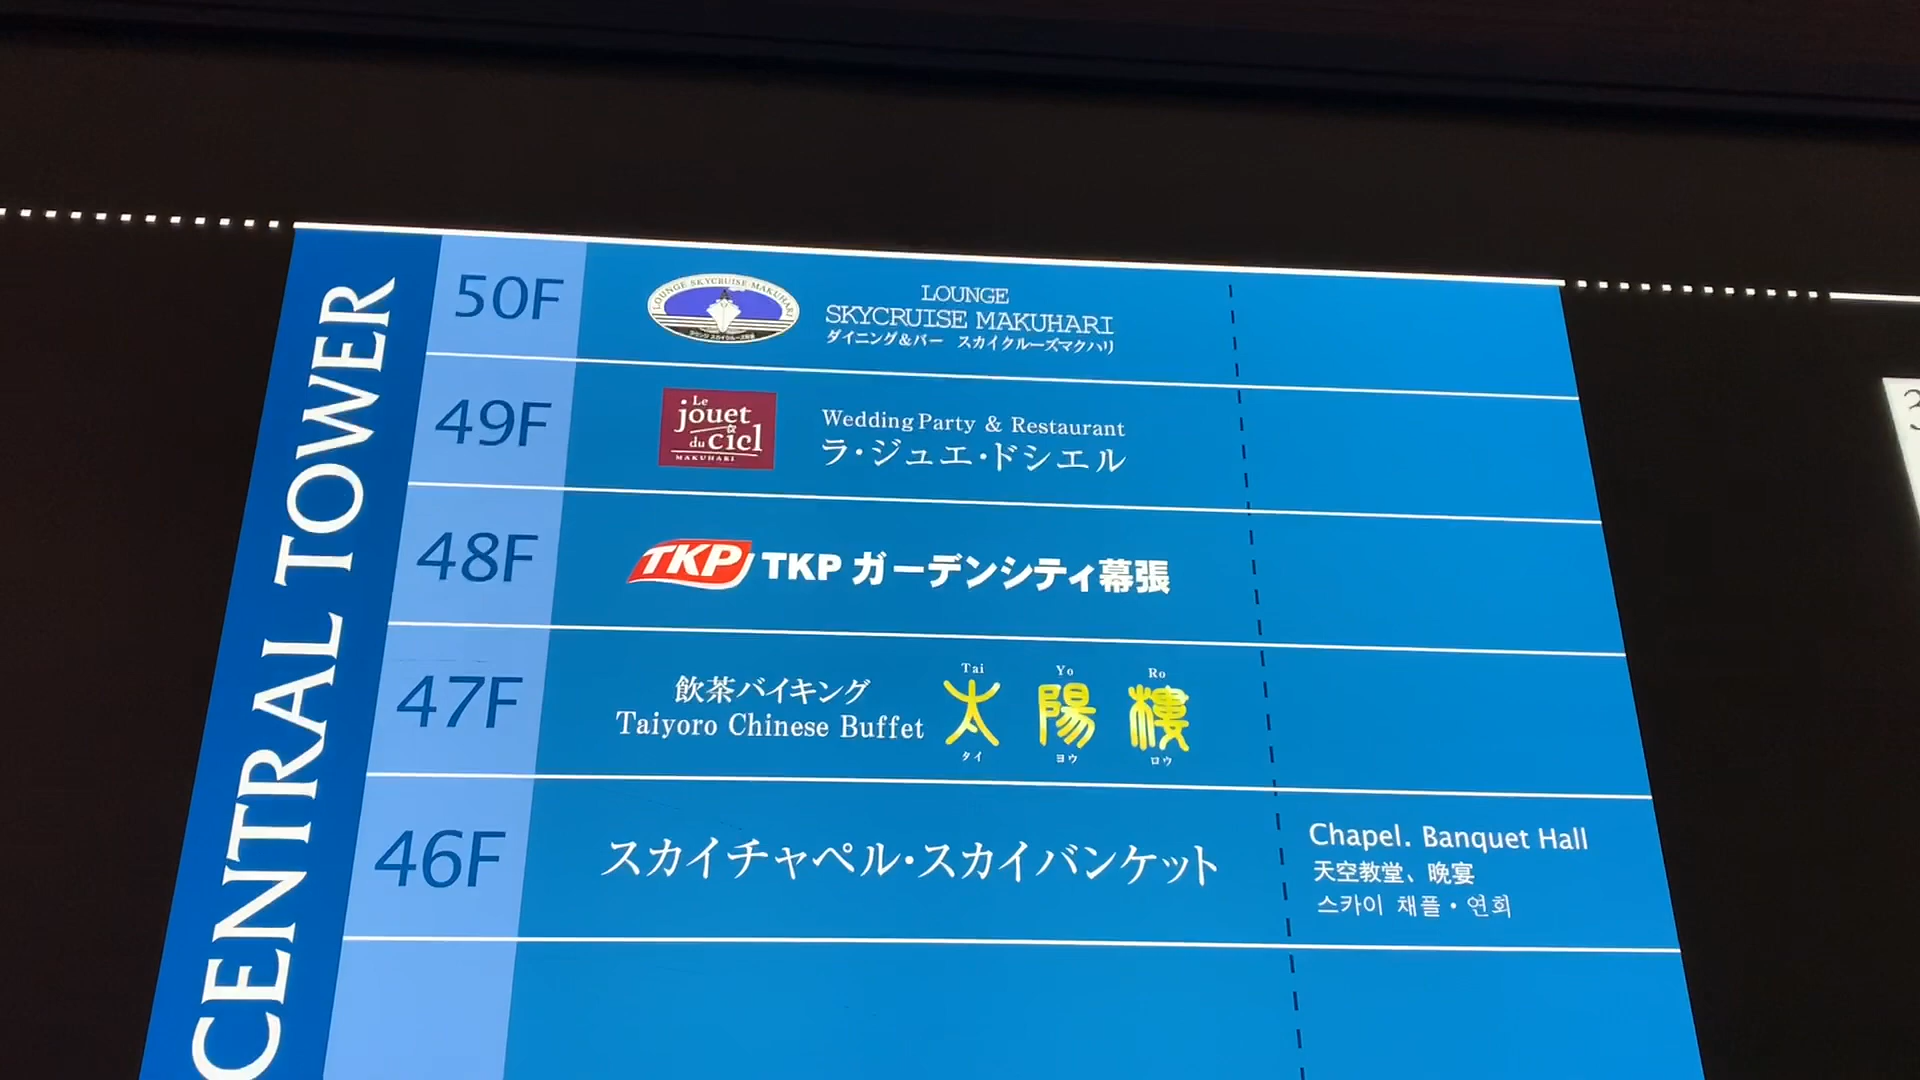 CENTRAL TOWER
50F
LOUNGE SKYCRUISE MAKUHARI
LOUNGE
SKYCRUISE MAKUHARI
ダイニング&バー スカイクルーズマクハリ
49F
Le
jouet
du ciel
MAKUHARI
Wedding Party & Restaurant
ラ・ジュエ・ドシエル
48F
TKP
TKP ガーデンシティ幕張
47F
飲茶バイキング
Taiyoro Chinese Buffet
Tai Yo Ro
太陽樓
タイ ヨウ ロウ
46F
スカイチャペル・スカイバンケット
Chapel. Banquet Hall
天空教堂、晩宴
스카이 채플・연회